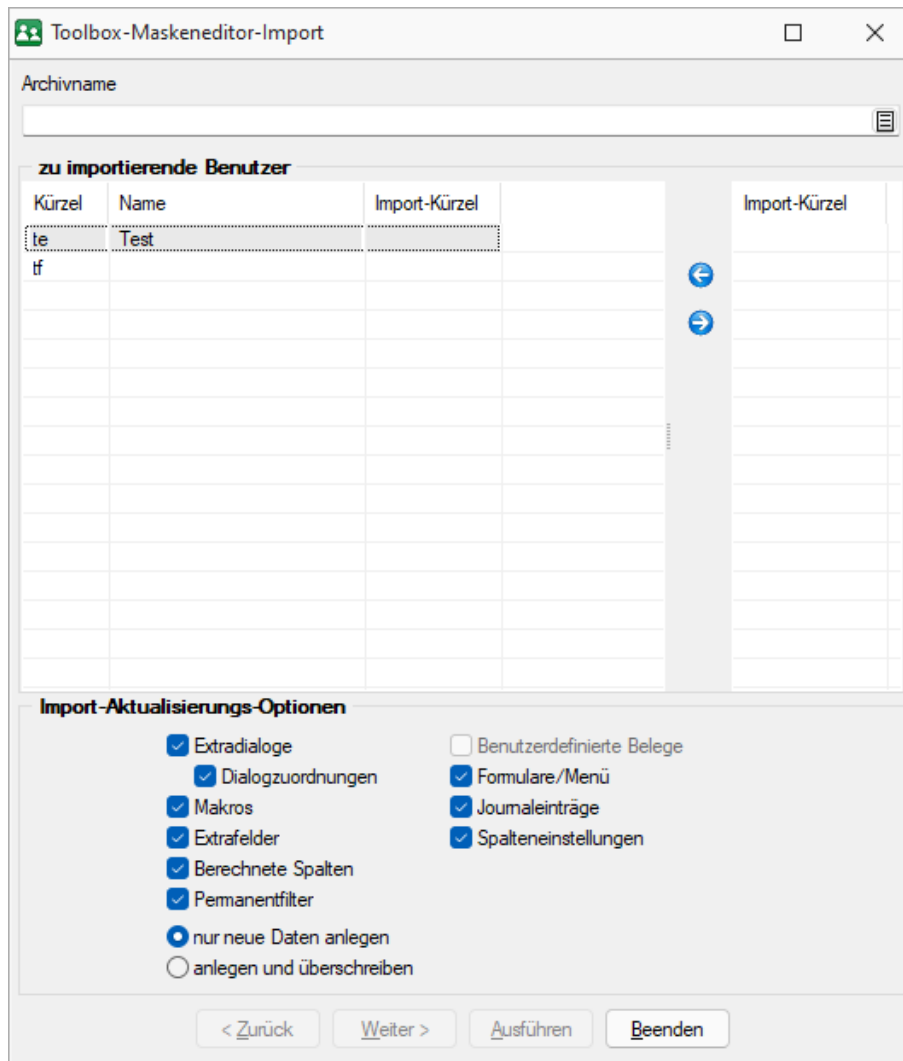 Toolbox-Maskeneditor-Import
Archivname
zu importierende Benutzer
Kürzel Name Import-Kürzel Import-Kürzel
te Test
tf
Import-Aktualisierungs-Optionen
Extradialoge Benutzerdefinierte Belege
Dialogzuordnungen Formulare/Menü
Makros Journaleinträge
Extrafelder Spalteneinstellungen
Berechnete Spalten
Permanentfilter
nur neue Daten anlegen
anlegen und überschreiben
< Zurück Weiter > Ausführen Beenden